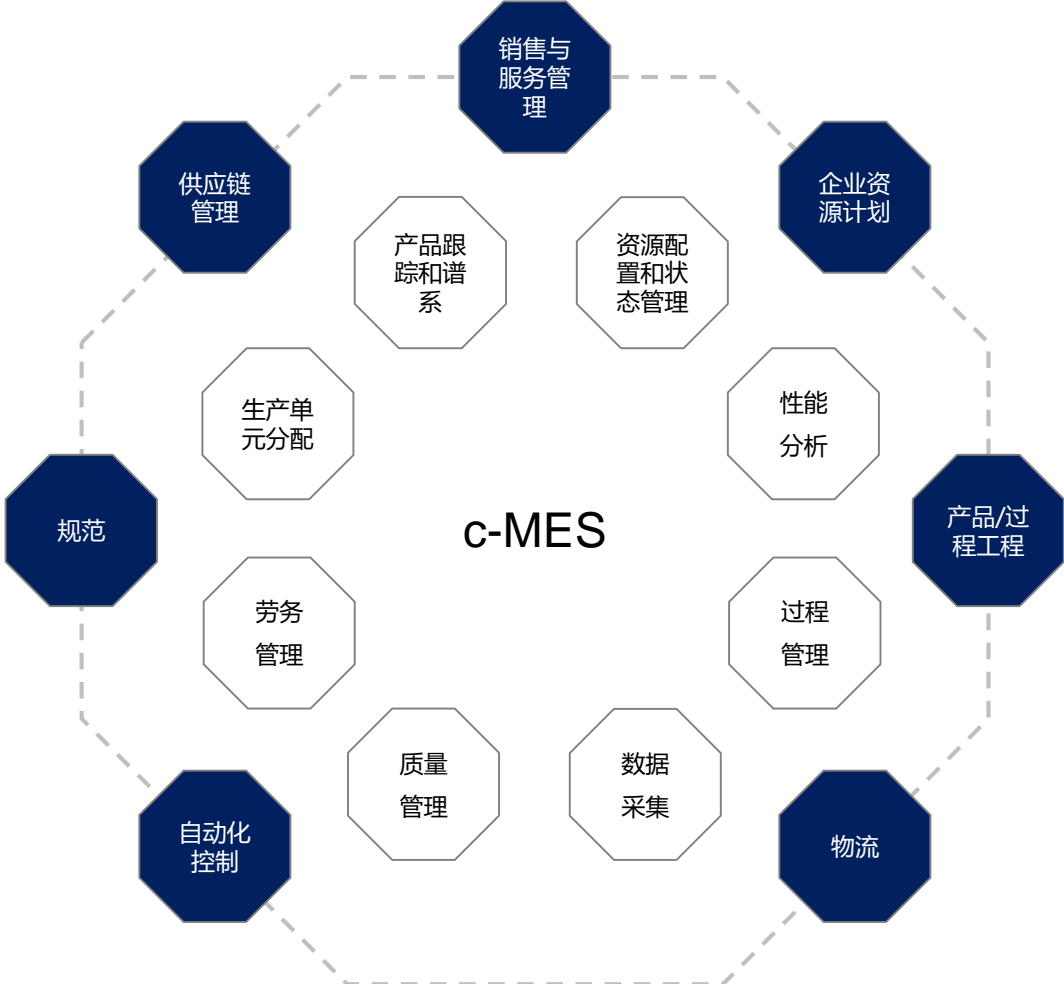 销售与
服务管
理
供应链
管理
企业资
源计划
产品跟
踪和谱
系
资源配
置和状
态管理
生产单
元分配
性能
分析
规范
c-MES
产品/过
程工程
劳务
管理
过程
管理
质量
管理
数据
采集
自动化
控制
物流